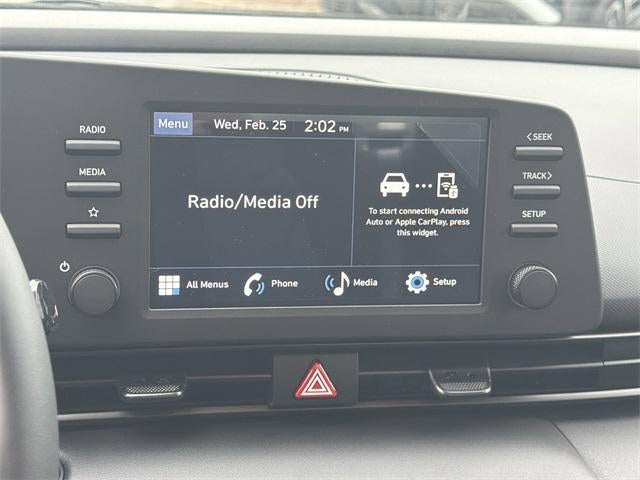 RADIO
MEDIA
Menu
Wed, Feb. 25
2:02 PM
Radio/Media Off
To start connecting Android
Auto or Apple CarPlay, press
this widget.
All Menus
Phone
Media
Setup
<SEEK
TRACK>
SETUP